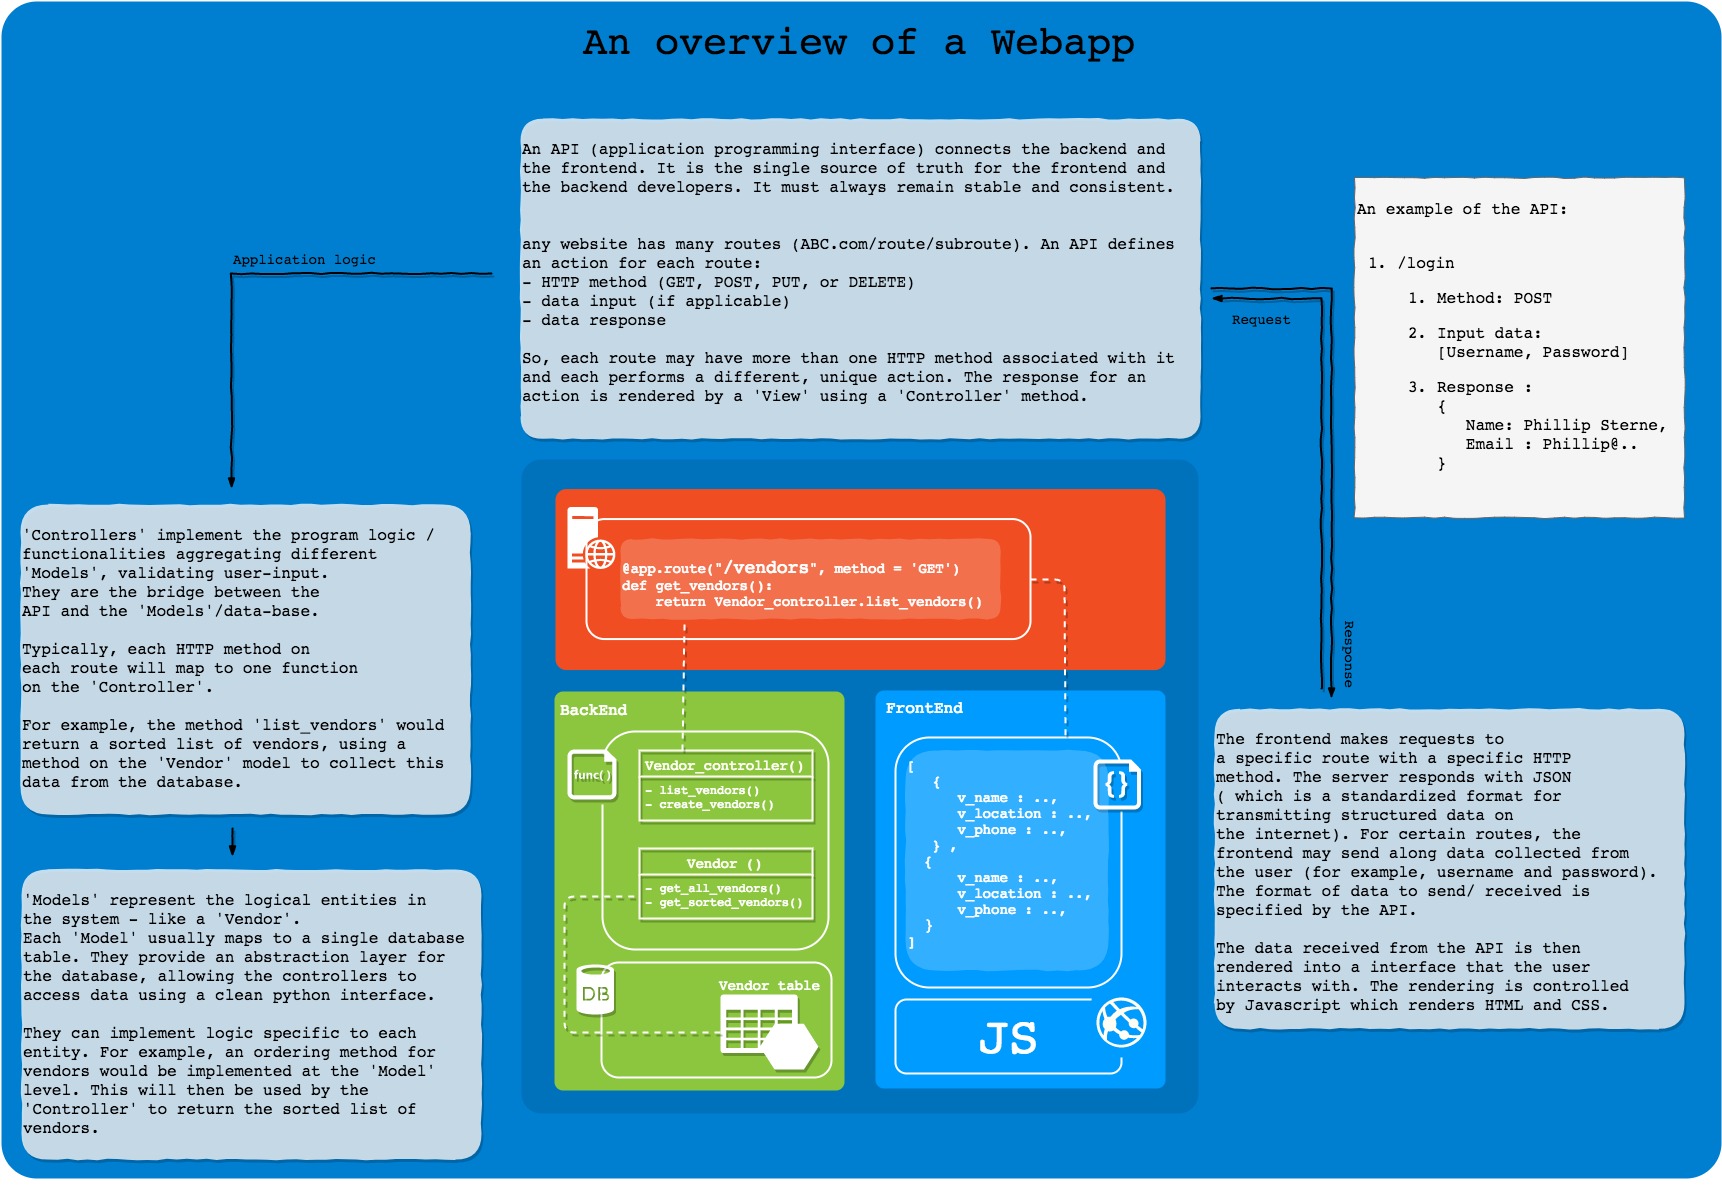 An overview of a Webapp
An API (application programming interface) connects the backend and
the frontend. It is the single source of truth for the frontend and
the backend developers. It must always remain stable and consistent.
any website has many routes (ABC.com/route/subroute). An API defines
an action for each route:
- HTTP method (GET, POST, PUT, or DELETE)
- data input (if applicable)
- data response
So, each route may have more than one HTTP method associated with it
and each performs a different, unique action. The response for an
action is rendered by a 'View' using a 'Controller' method.
An example of the API:
1. /login
1. Method: POST
2. Input data:
[Username, Password]
3. Response :
{
Name: Phillip Sterne,
Email : Phillip@..
}
Application logic
Request
Response
'Controllers' implement the program logic /
functionalities aggregating different
'Models', validating user-input.
They are the bridge between the
API and the 'Models'/data-base.
Typically, each HTTP method on
each route will map to one function
on the 'Controller'.
For example, the method 'list_vendors' would
return a sorted list of vendors, using a
method on the 'Vendor' model to collect this
data from the database.
'Models' represent the logical entities in
the system - like a 'Vendor'.
Each 'Model' usually maps to a single database
table. They provide an abstraction layer for
the database, allowing the controllers to
access data using a clean python interface.
They can implement logic specific to each
entity. For example, an ordering method for
vendors would be implemented at the 'Model'
level. This will then be used by the
'Controller' to return the sorted list of
vendors.
@app.route("/vendors", method = 'GET')
def get_vendors():
return Vendor_controller.list_vendors()
BackEnd
func()
Vendor_controller()
- list_vendors()
- create_vendors()
Vendor ()
- get_all_vendors()
- get_sorted_vendors()
DB
Vendor table
FrontEnd
{}
[
{
v_name : ..,
v_location : ..,
v_phone : ..,
} ,
{
v_name : ..,
v_location : ..,
v_phone : ..,
}
]
JS
The frontend makes requests to
a specific route with a specific HTTP
method. The server responds with JSON
( which is a standardized format for
transmitting structured data on
the internet). For certain routes, the
frontend may send along data collected from
the user (for example, username and password).
The format of data to send/ received is
specified by the API.
The data received from the API is then
rendered into a interface that the user
interacts with. The rendering is controlled
by Javascript which renders HTML and CSS.